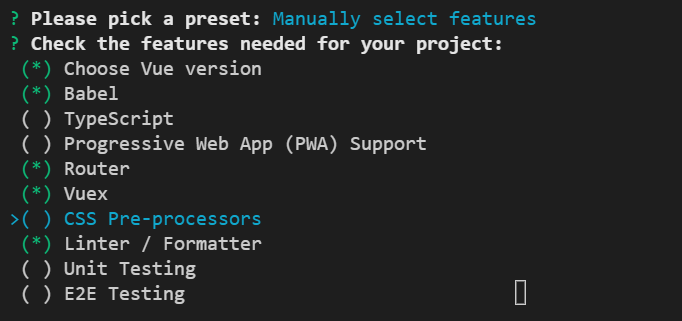 ? Please pick a preset: Manually select features
? Check the features needed for your project:
(*) Choose Vue version
(*) Babel
( ) TypeScript
( ) Progressive Web App (PWA) Support
(*) Router
(*) Vuex
>( ) CSS Pre-processors
(*) Linter / Formatter
( ) Unit Testing
( ) E2E Testing